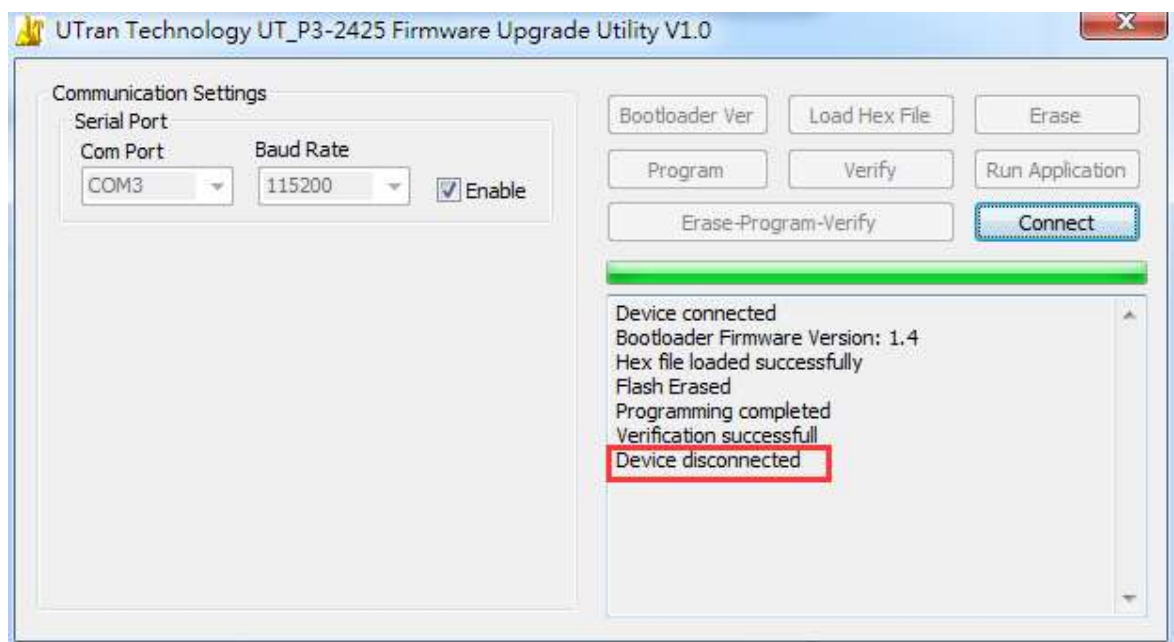 UTran Technology UT_P3-2425 Firmware Upgrade Utility V1.0
Communication Settings
Serial Port
Com Port Baud Rate
COM3 115200 Enable
Bootloader Ver Load Hex File Erase
Program Verify Run Application
Erase-Program-Verify Connect
Device connected
Bootloader Firmware Version: 1.4
Hex file loaded successfully
Flash Erased
Programming completed
Verification successfull
Device disconnected